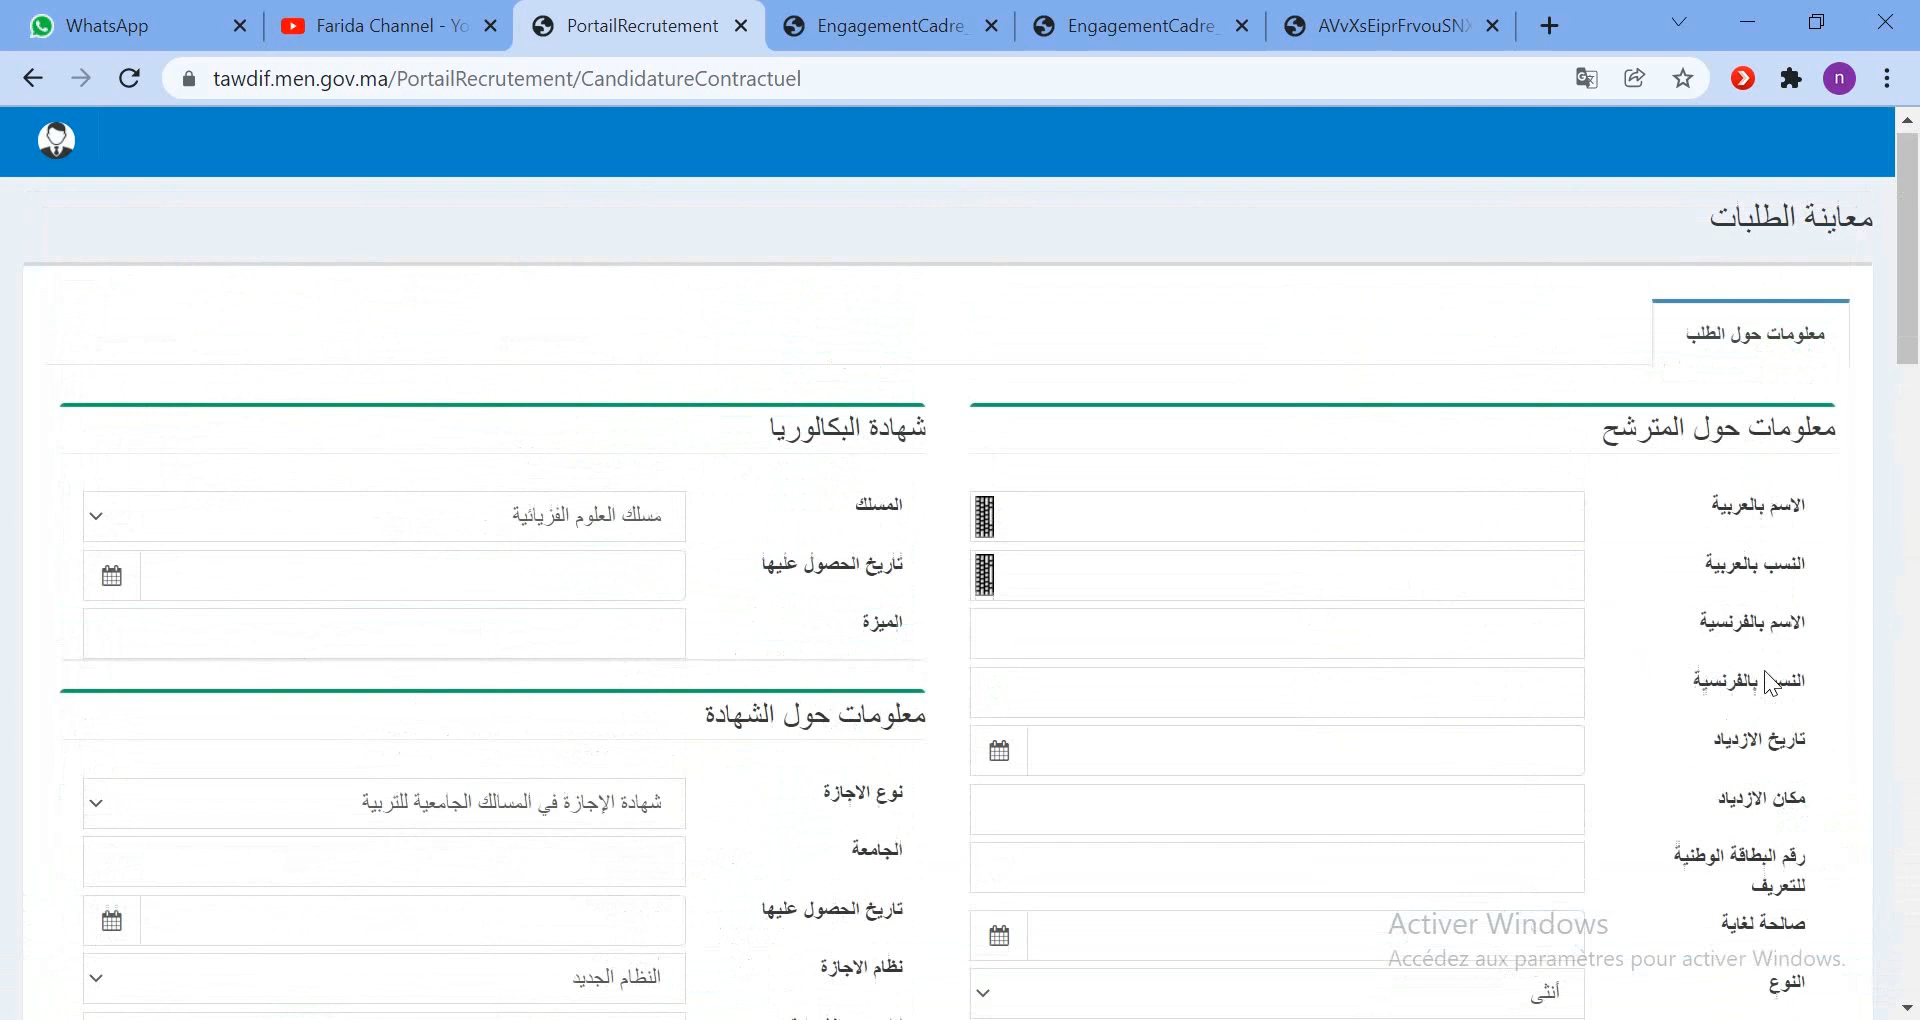 WhatsApp
Farida Channel - Yo
PortailRecrutement
EngagementCadre_
EngagementCadre_
AVvXsEiprFrvouSNX
tawdif.men.gov.ma/PortailRecrutement/CandidatureContractuel
n
معاينة الطلبات
معلومات حول الطلب
معلومات حول المترشح
الاسم بالعربية
النسب بالعربية
الاسم بالفرنسية
النسب بالفرنسية
تاريخ الازدياد
مكان الازدياد
رقم البطاقة الوطنية
للتعريف
صالحة لغاية
النوع
أنثى
شهادة البكالوريا
المسلك
مسلك العلوم الفزيائية
تاريخ الحصول عليها
الميزة
معلومات حول الشهادة
نوع الاجازة
شهادة الإجازة في المسالك الجامعية للتربية
الجامعة
تاريخ الحصول عليها
نظام الاجازة
النظام الجديد
Activer Windows
Accédez aux paramètres pour activer Windows.